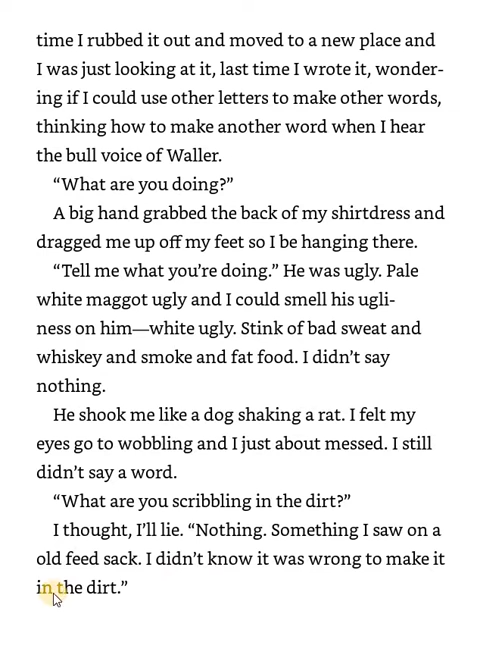 time I rubbed it out and moved to a new place and
I was just looking at it, last time I wrote it, wonder-
ing if I could use other letters to make other words,
thinking how to make another word when I hear
the bull voice of Waller.
“What are you doing?”
A big hand grabbed the back of my shirtdress and
dragged me up off my feet so I be hanging there.
“Tell me what you’re doing.” He was ugly. Pale
white maggot ugly and I could smell his ugli-
ness on him—white ugly. Stink of bad sweat and
whiskey and smoke and fat food. I didn’t say
nothing.
He shook me like a dog shaking a rat. I felt my
eyes go to wobbling and I just about messed. I still
didn’t say a word.
“What are you scribbling in the dirt?”
I thought, I’ll lie. “Nothing. Something I saw on a
old feed sack. I didn’t know it was wrong to make it
in the dirt.”